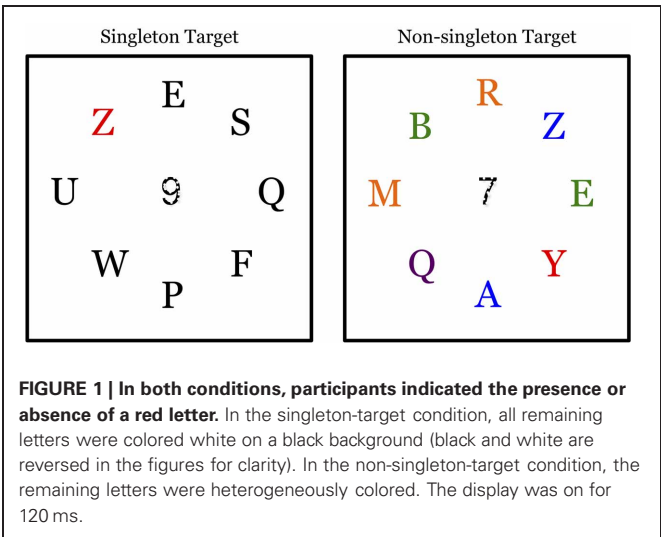 Singleton Target
Non-singleton Target
E
Z
S
U
9
Q
W
F
P
R
B
Z
M
7
E
Q
Y
A
FIGURE 1 | In both conditions, participants indicated the presence or
absence of a red letter. In the singleton-target condition, all remaining
letters were colored white on a black background (black and white are
reversed in the figures for clarity). In the non-singleton-target condition, the
remaining letters were heterogeneously colored. The display was on for
120 ms.